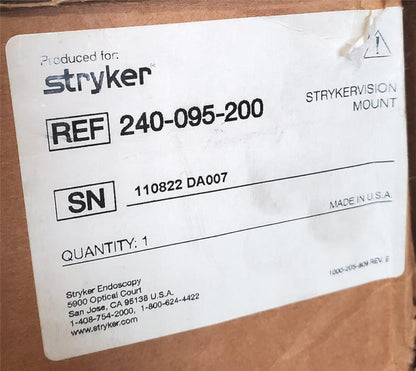 Produced for:
stryker®
REF 240-095-200
STRYKERVISION
MOUNT
SN 110822 DA007
MADE IN U.S.A.
QUANTITY: 1
1000-205-809 REV. E
Stryker Endoscopy
5900 Optical Court
San Jose, CA 95138 U.S.A.
1-408-754-2000, 1-800-624-4422
www.stryker.com